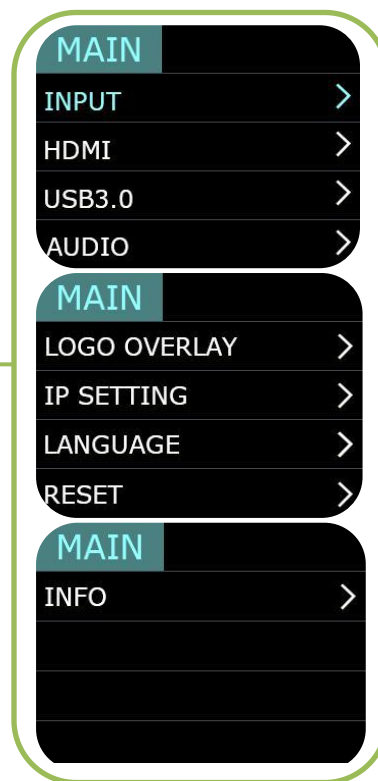 MAIN
INPUT
HDMI
USB3.0
AUDIO
MAIN
LOGO OVERLAY
IP SETTING
LANGUAGE
RESET
MAIN
INFO